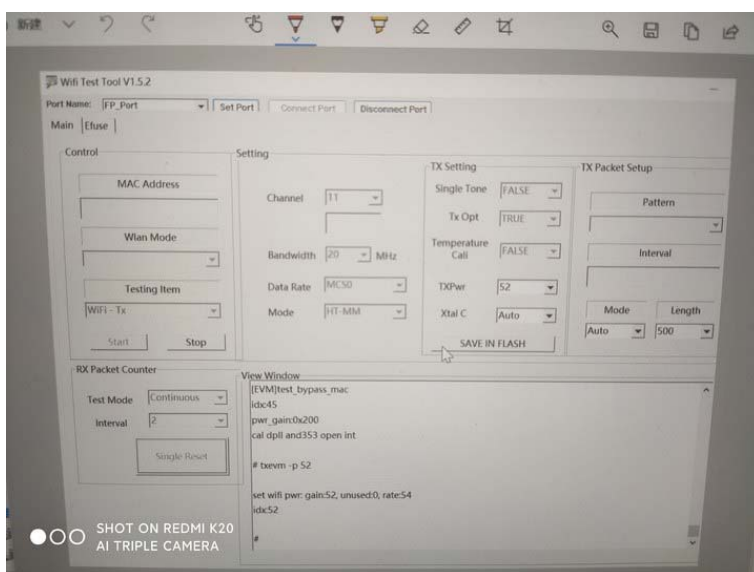 新建
Wifi Test Tool V1.5.2
Port Name: FP_Port Set Port Connect Port Disconnect Port
Main Efuse
Control
MAC Address
Wlan Mode
Testing Item
WiFi - Tx
Start Stop
Setting
Channel 11
Bandwidth 20 MHz
Data Rate MCS0
Mode HT-MM
TX Setting
Single Tone FALSE
Tx Opt TRUE
Temperature
Cali FALSE
TXPwr 52
Xtal C Auto
SAVE IN FLASH
TX Packet Setup
Pattern
Interval
Mode Length
Auto 500
RX Packet Counter
Test Mode Continuous
Interval 2
Single Reset
View Window
[EVM]test_bypass_mac
idx:45
pwr_gain:0x200
cal dpll and353 open int
# txevm -p 52
set wifi pwr: gain:52, unused:0, rate:54
idx:52
#
SHOT ON REDMI K20
AI TRIPLE CAMERA